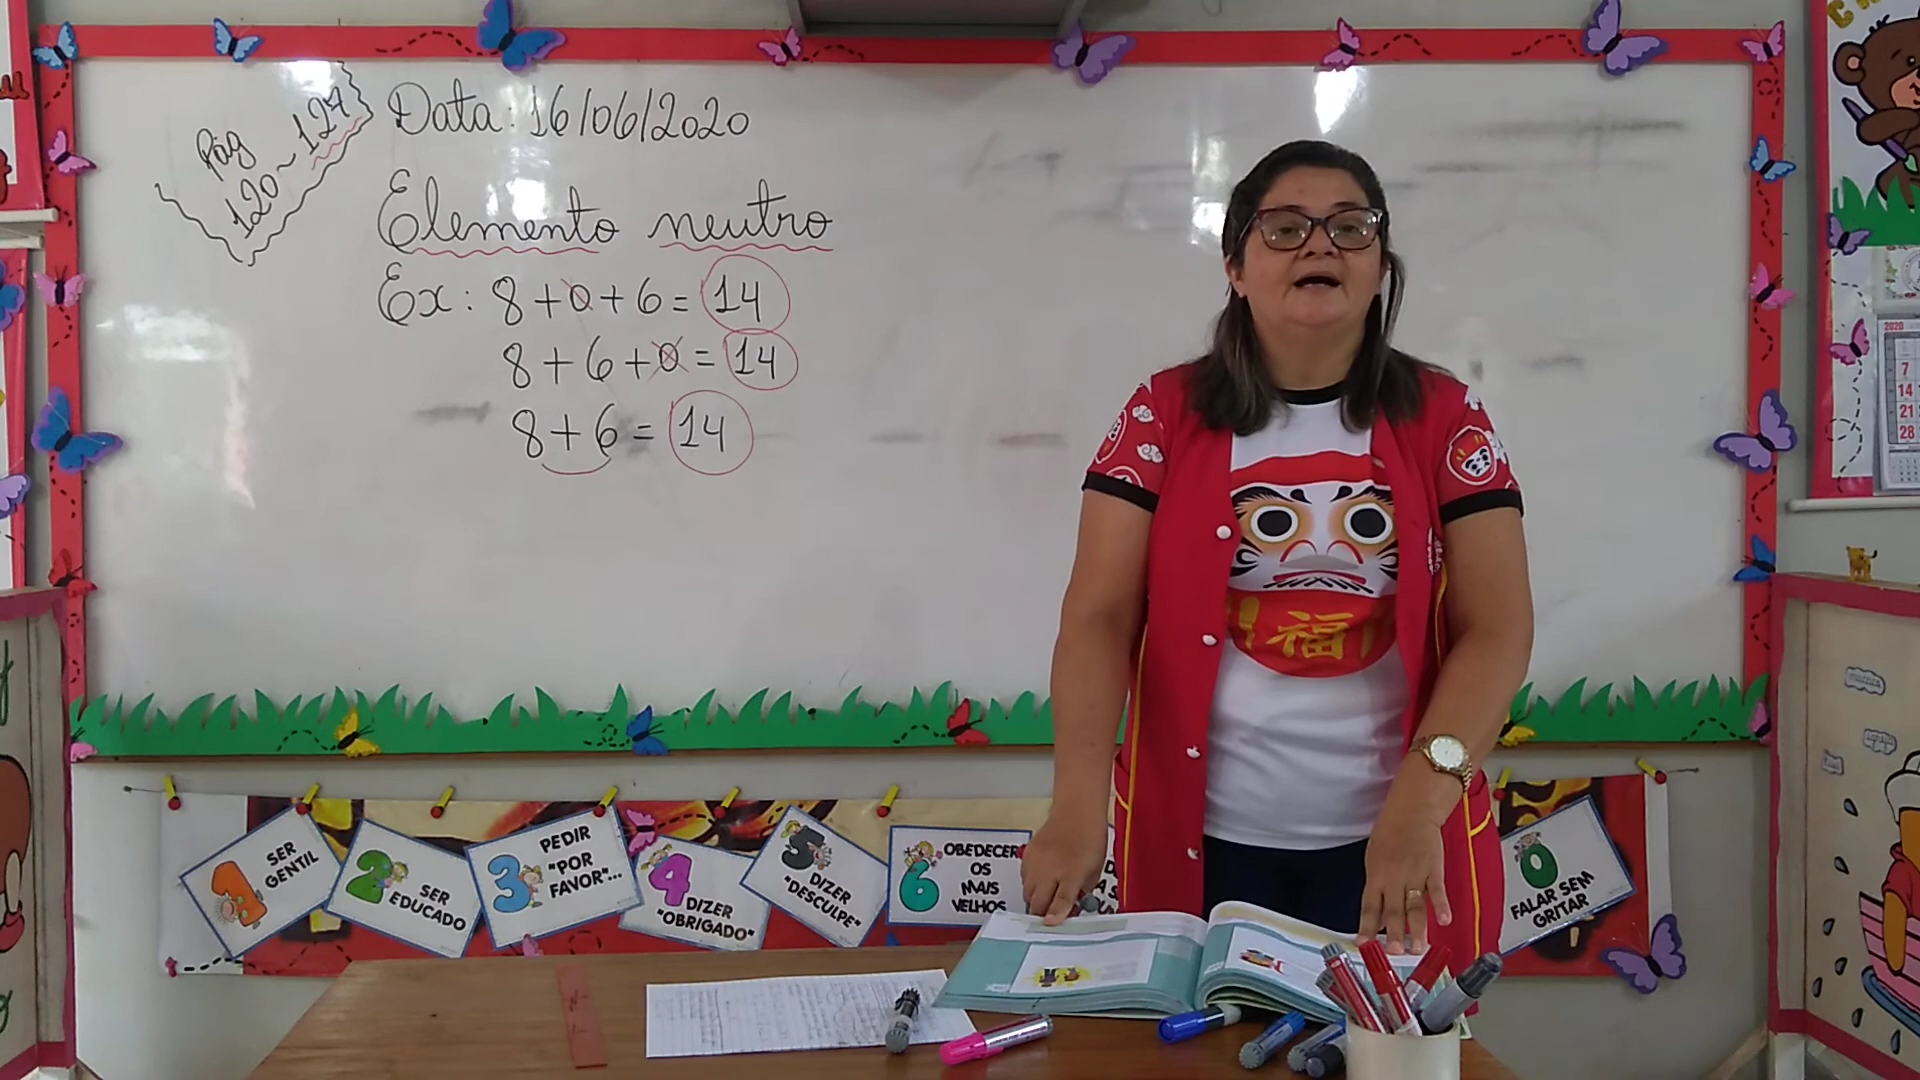 Pág
120 ~ 127
Data: 16/06/2020
Elemento neutro
Ex: 8+0+6= 14
8+6+0 = 14
8+6 = 14
2020
7
14
21
28
福
1 SER
GENTIL
2 SER
EDUCADO
3 PEDIR
"POR
FAVOR"...
4 DIZER
"OBRIGADO"
5 DIZER
"DESCULPE"
6 OBEDECER
OS
MAIS
VELHOS
0
FALAR SEM
GRITAR